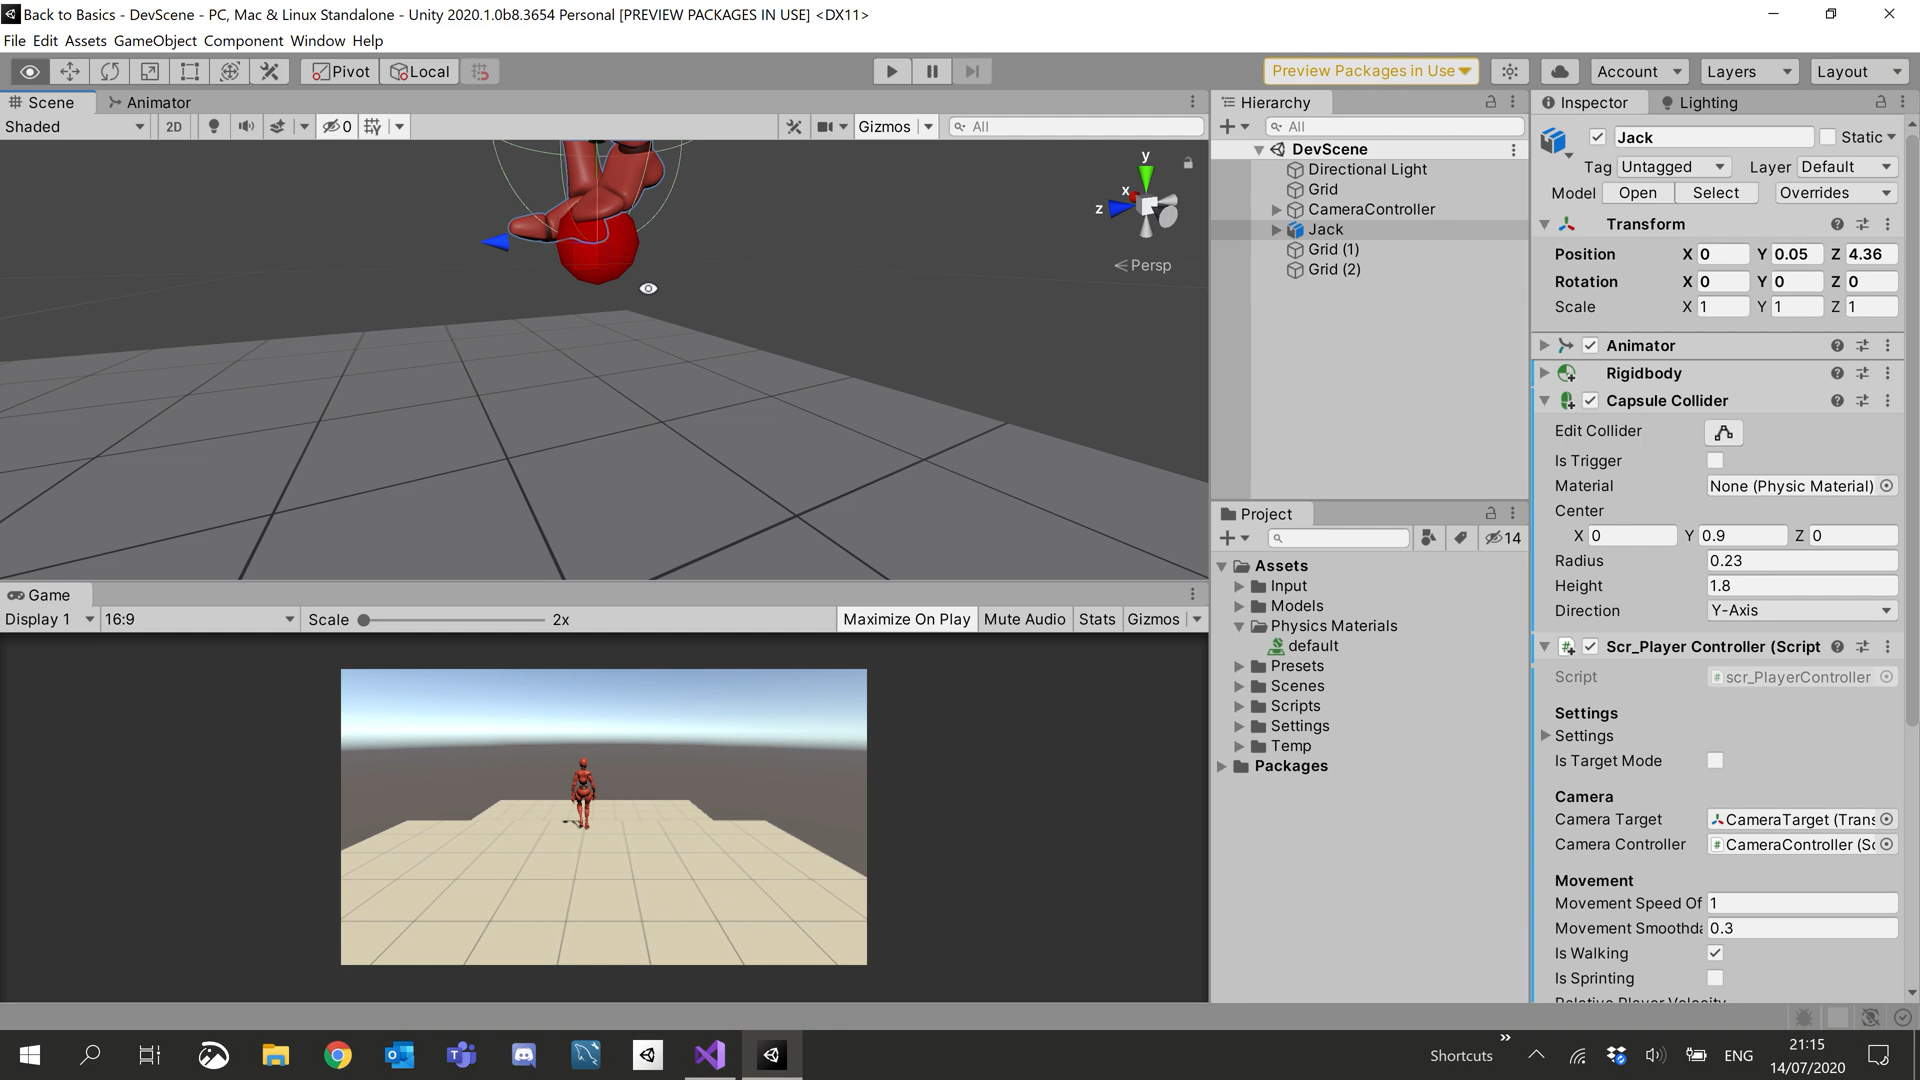 Back to Basics - DevScene - PC, Mac & Linux Standalone - Unity 2020.1.0b8.3654 Personal [PREVIEW PACKAGES IN USE] <DX11>
File Edit Assets GameObject Component Window Help
Pivot Local Preview Packages in Use Account Layers Layout
Scene Animator
Shaded 2D 0 Gizmos All
y
x
z
Persp
Game
Display 1 16:9 Scale 2x Maximize On Play Mute Audio Stats Gizmos
Hierarchy
All
DevScene
Directional Light
Grid
CameraController
Jack
Grid (1)
Grid (2)
Project
14
Assets
Input
Models
Physics Materials
default
Presets
Scenes
Scripts
Settings
Temp
Packages
Inspector Lighting
Jack Static
Tag Untagged Layer Default
Model Open Select Overrides
Transform
Position X 0 Y 0.05 Z 4.36
Rotation X 0 Y 0 Z 0
Scale X 1 Y 1 Z 1
Animator
Rigidbody
Capsule Collider
Edit Collider
Is Trigger
Material None (Physic Material)
Center
X 0 Y 0.9 Z 0
Radius 0.23
Height 1.8
Direction Y-Axis
Scr_Player Controller (Script
Script scr_PlayerController
Settings
Settings
Is Target Mode
Camera
Camera Target CameraTarget (Trans
Camera Controller CameraController (Sc
Movement
Movement Speed Of 1
Movement Smoothda 0.3
Is Walking
Is Sprinting
Relative Player Velocity
Shortcuts ENG 21:15
14/07/2020